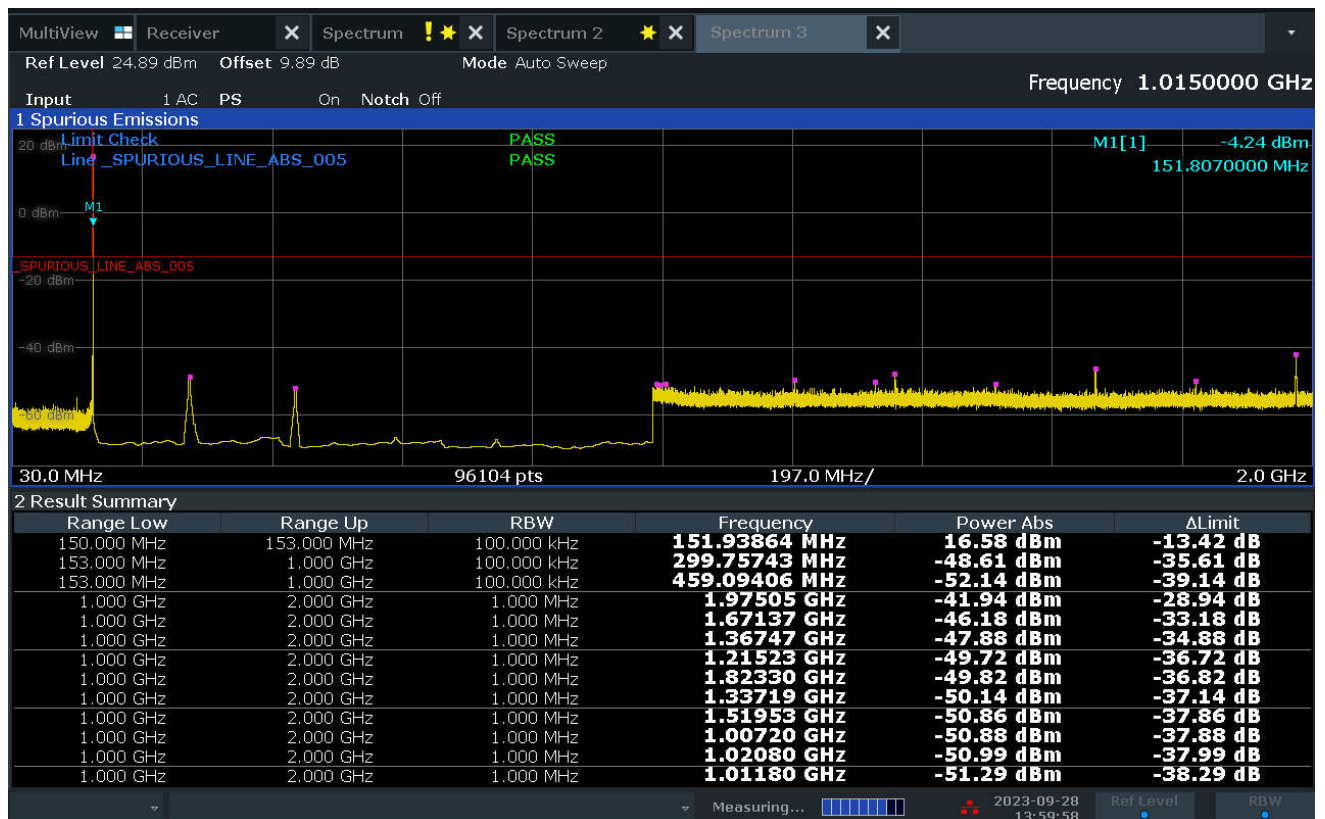 MultiView Receiver Spectrum Spectrum 2 Spectrum 3
Ref Level 24.89 dBm Offset 9.89 dB Mode Auto Sweep
Frequency 1.0150000 GHz
Input 1 AC PS On Notch Off
1 Spurious Emissions
20 dBm Limit Check PASS M1[1] -4.24 dBm
Line _SPURIOUS_LINE_ABS_005 PASS 151.8070000 MHz
M1
0 dBm
_SPURIOUS_LINE_ABS_005
-20 dBm
-40 dBm
-60 dBm
30.0 MHz 96104 pts 197.0 MHz/ 2.0 GHz
2 Result Summary
Range Low Range Up RBW Frequency Power Abs ΔLimit
150.000 MHz 153.000 MHz 100.000 kHz 151.93864 MHz 16.58 dBm -13.42 dB
153.000 MHz 1.000 GHz 100.000 kHz 299.75743 MHz -48.61 dBm -35.61 dB
153.000 MHz 1.000 GHz 100.000 kHz 459.09406 MHz -52.14 dBm -39.14 dB
1.000 GHz 2.000 GHz 1.000 MHz 1.97505 GHz -41.94 dBm -28.94 dB
1.000 GHz 2.000 GHz 1.000 MHz 1.67137 GHz -46.18 dBm -33.18 dB
1.000 GHz 2.000 GHz 1.000 MHz 1.36747 GHz -47.88 dBm -34.88 dB
1.000 GHz 2.000 GHz 1.000 MHz 1.21523 GHz -49.72 dBm -36.72 dB
1.000 GHz 2.000 GHz 1.000 MHz 1.82330 GHz -49.82 dBm -36.82 dB
1.000 GHz 2.000 GHz 1.000 MHz 1.33719 GHz -50.14 dBm -37.14 dB
1.000 GHz 2.000 GHz 1.000 MHz 1.51953 GHz -50.86 dBm -37.86 dB
1.000 GHz 2.000 GHz 1.000 MHz 1.00720 GHz -50.88 dBm -37.88 dB
1.000 GHz 2.000 GHz 1.000 MHz 1.02080 GHz -50.99 dBm -37.99 dB
1.000 GHz 2.000 GHz 1.000 MHz 1.01180 GHz -51.29 dBm -38.29 dB
Measuring... 2023-09-28 Ref Level RBW
13:59:58